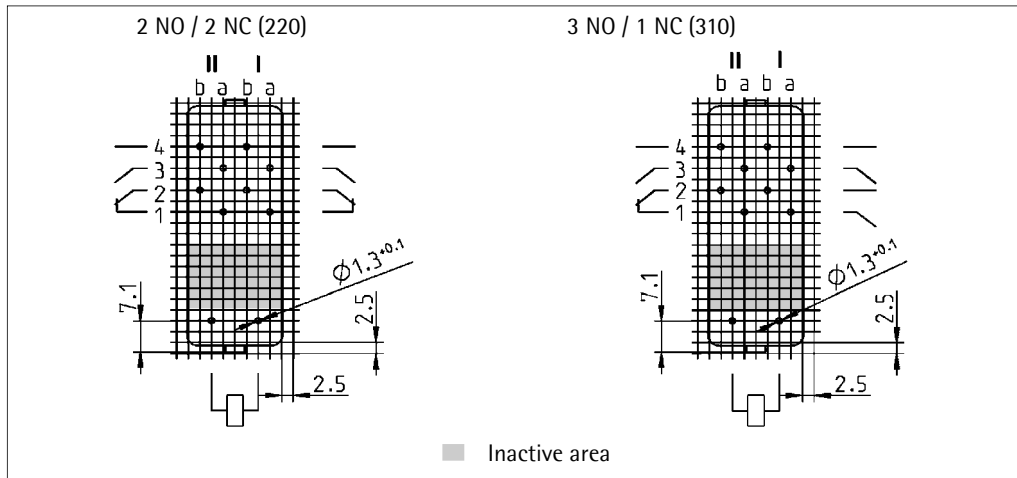 2 NO / 2 NC (220)
II I
b a b a
4
3
2
1
7.1
Ø1.3+0.1
2.5
2.5
3 NO / 1 NC (310)
II I
b a b a
4
3
2
1
7.1
Ø1.3+0.1
2.5
2.5
Inactive area